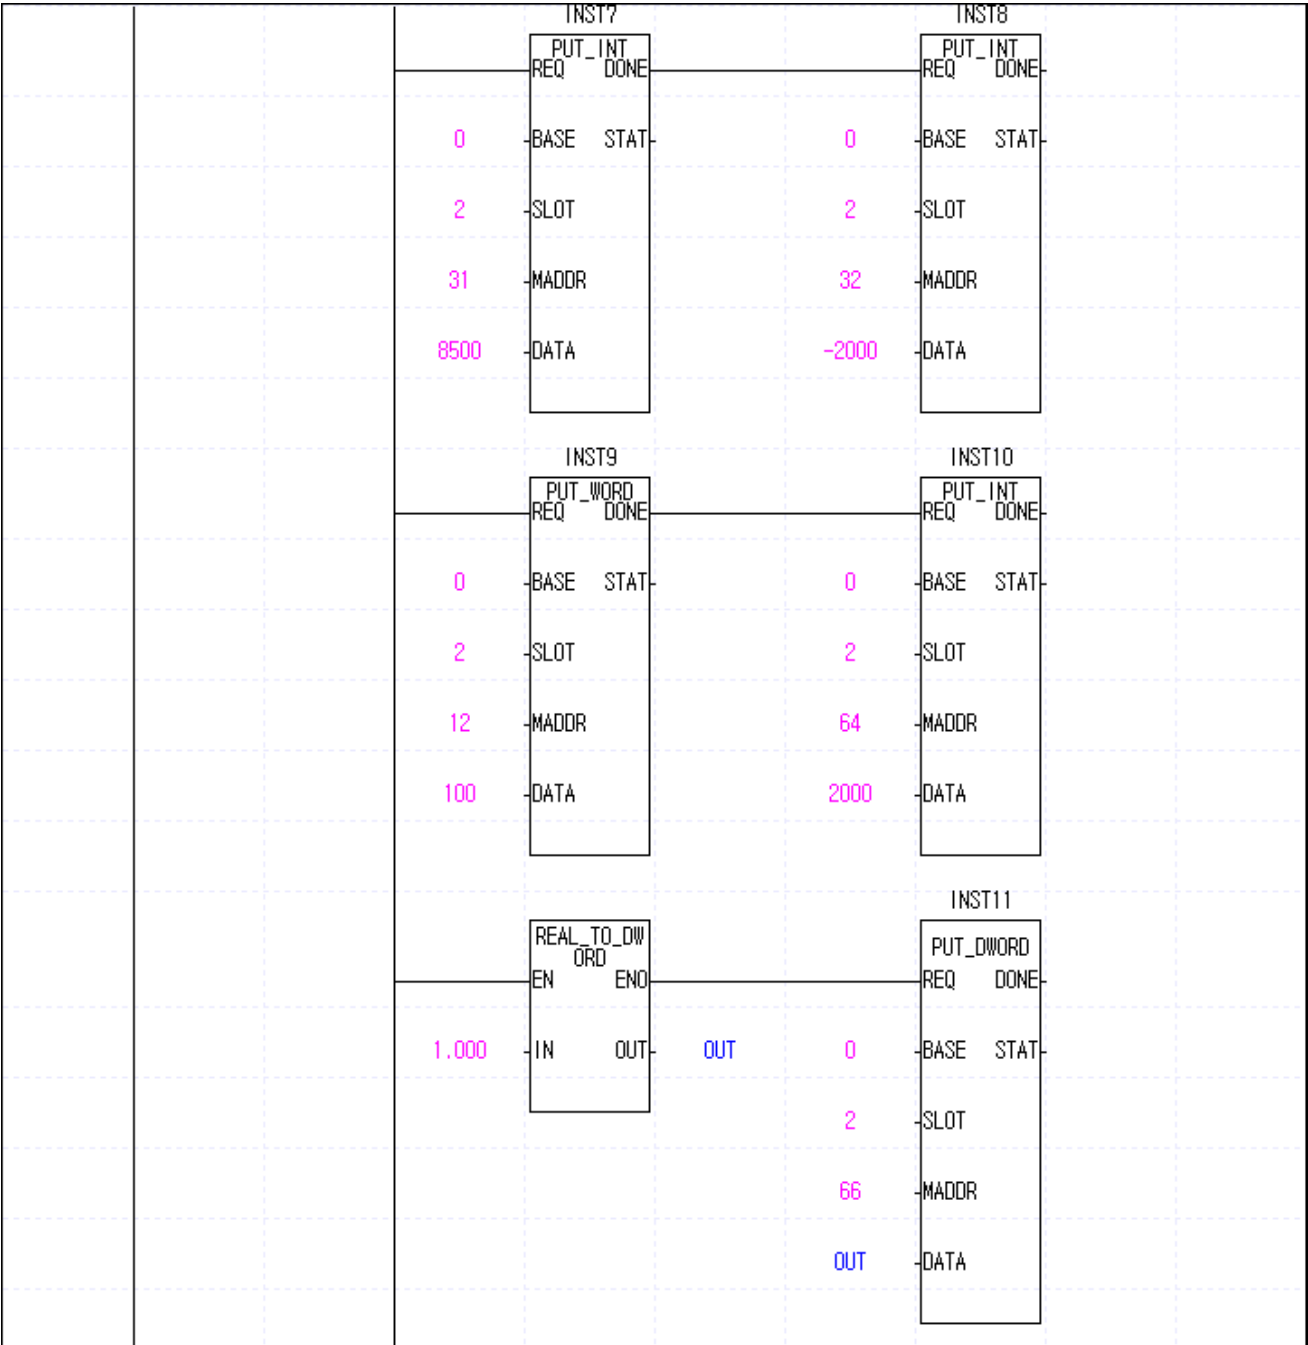 INST7 INST8
PUT_INT PUT_INT
REQ DONE REQ DONE
0 BASE STAT 0 BASE STAT
2 SLOT 2 SLOT
31 MADDR 32 MADDR
8500 DATA -2000 DATA
INST9 INST10
PUT_WORD PUT_INT
REQ DONE REQ DONE
0 BASE STAT 0 BASE STAT
2 SLOT 2 SLOT
12 MADDR 64 MADDR
100 DATA 2000 DATA
INST11
REAL_TO_DW
ORD
PUT_DWORD
EN ENO REQ DONE
1.000 IN OUT OUT 0 BASE STAT
2 SLOT
66 MADDR
OUT DATA